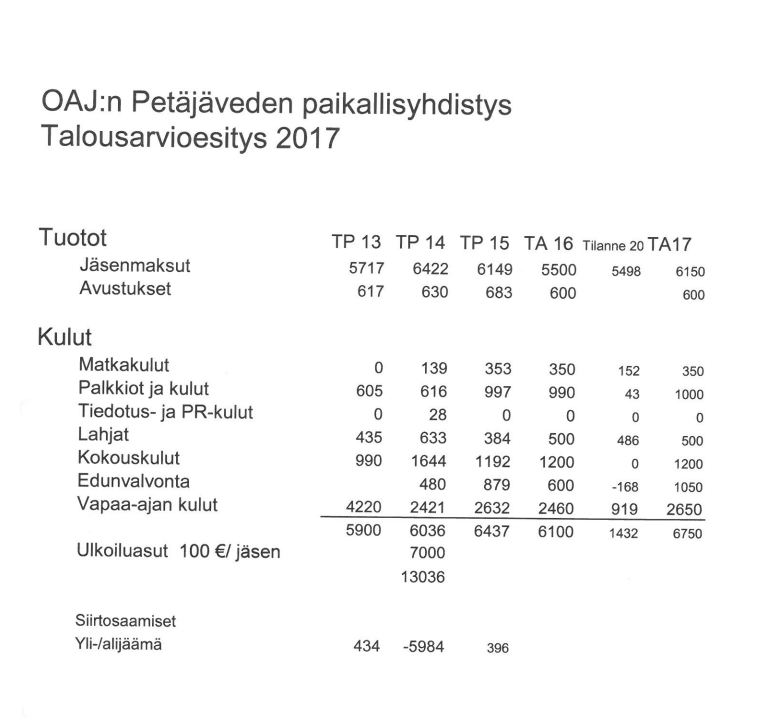 OAJ:n Petäjäveden paikallisyhdistys
Talousarvioesitys 2017
Tuotot TP 13 TP 14 TP 15 TA 16 Tilanne 20 TA17
Jäsenmaksut 5717 6422 6149 5500 5498 6150
Avustukset 617 630 683 600 600
Kulut
Matkakulut 0 139 353 350 152 350
Palkkiot ja kulut 605 616 997 990 43 1000
Tiedotus- ja PR-kulut 0 28 0 0 0 0
Lahjat 435 633 384 500 486 500
Kokouskulut 990 1644 1192 1200 0 1200
Edunvalvonta 480 879 600 -168 1050
Vapaa-ajan kulut 4220 2421 2632 2460 919 2650
5900 6036 6437 6100 1432 6750
Ulkoiluasut 100 €/ jäsen 7000
13036
Siirtosaamiset
Yli-/alijäämä 434 -5984 396